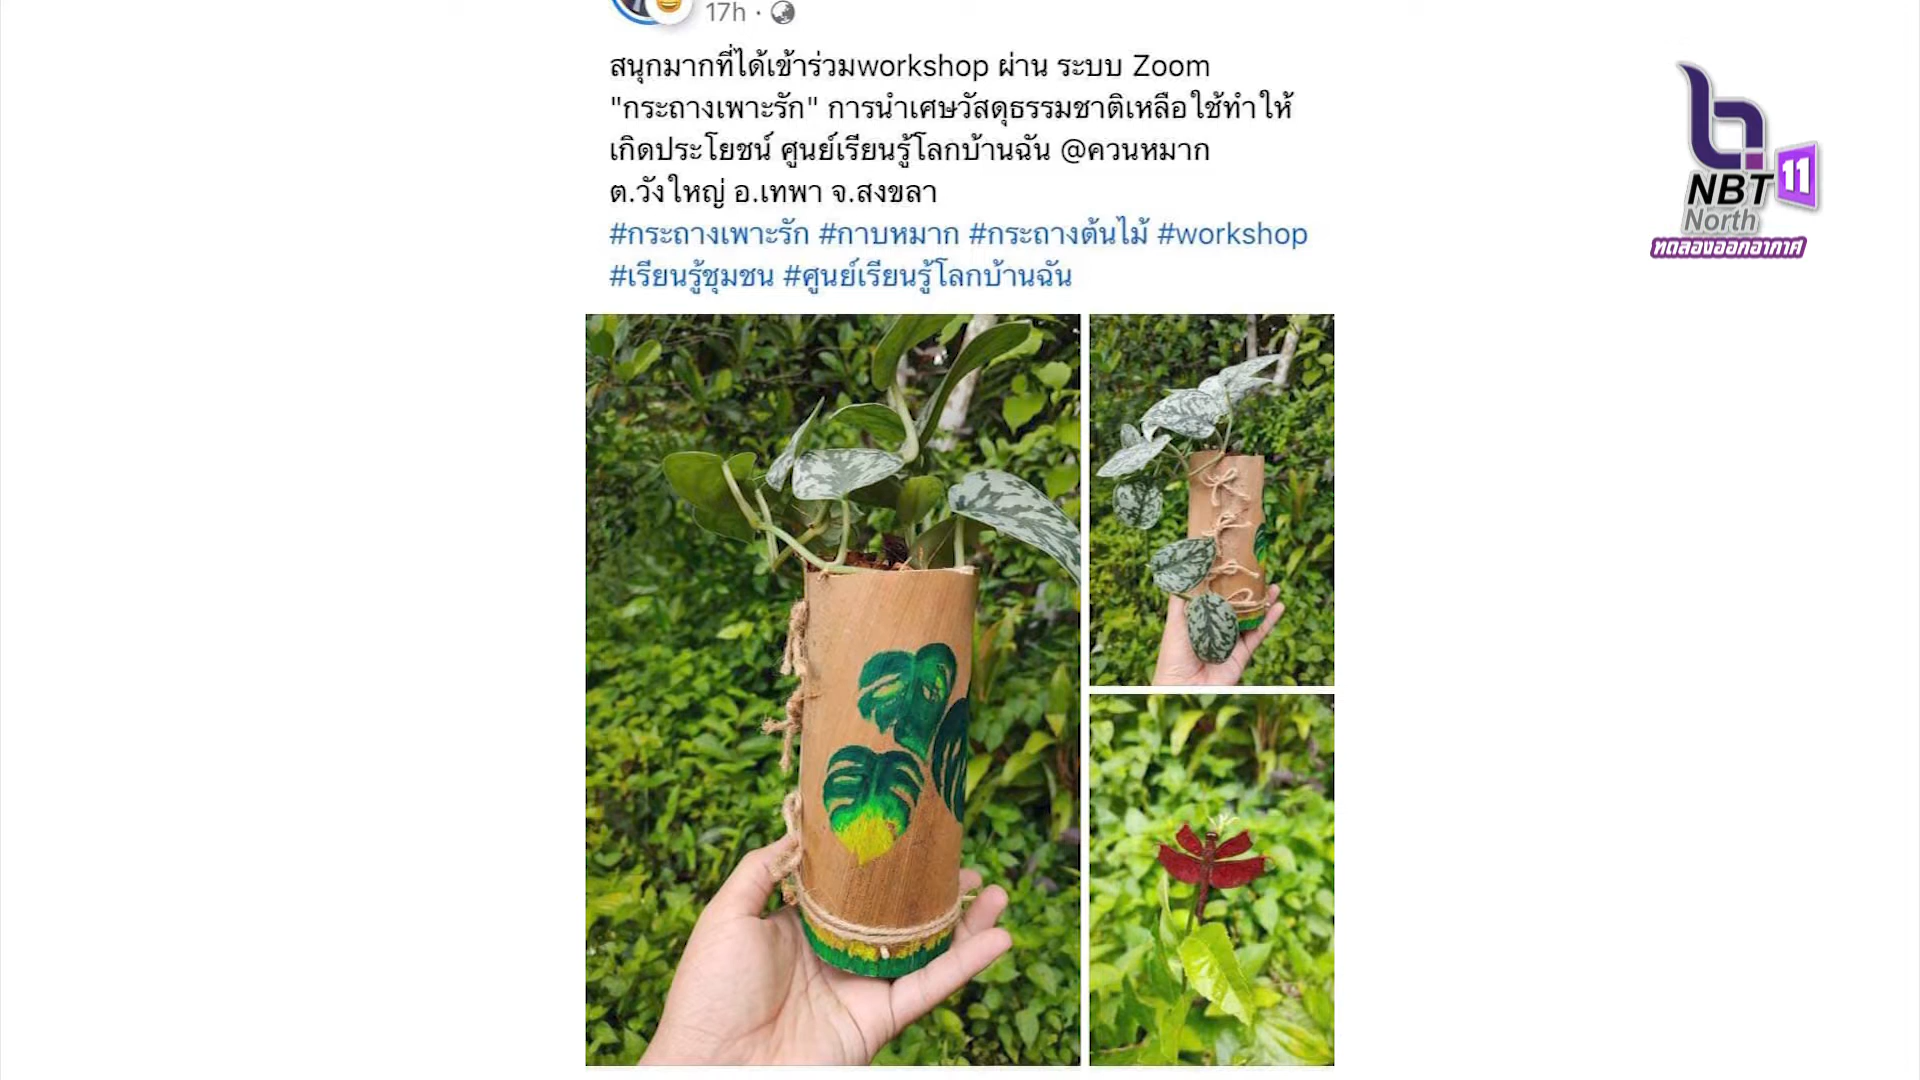 17h ·
สนุกมากที่ได้เข้าร่วมworkshop ผ่าน ระบบ Zoom
"กระถางเพาะรัก" การนำเศษวัสดุธรรมชาติเหลือใช้ทำให้
เกิดประโยชน์ ศูนย์เรียนรู้โลกบ้านฉัน @ควนหมาก
ต.วังใหญ่ อ.เทพา จ.สงขลา
#กระถางเพาะรัก #กาบหมาก #กระถางต้นไม้ #workshop
#เรียนรู้ชุมชน #ศูนย์เรียนรู้โลกบ้านฉัน
NBT 11
North
ทดลองออกอากาศ